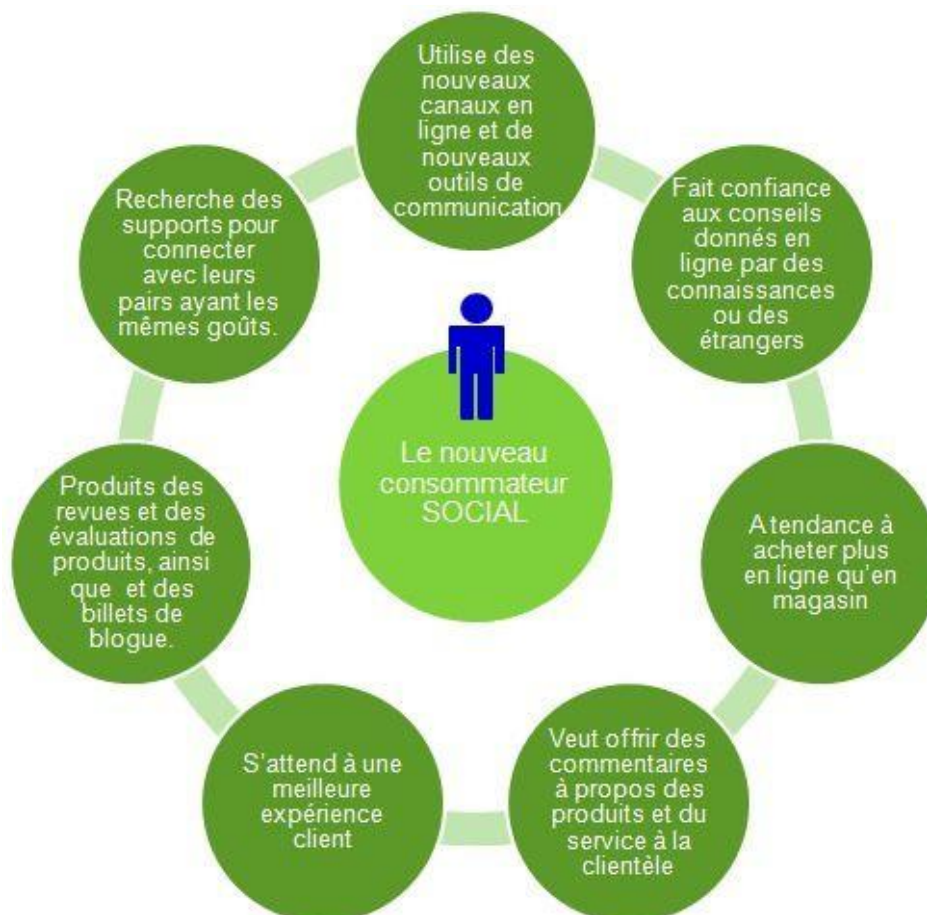 Utilise des
nouveaux
canaux en
ligne et de
nouveaux
outils de
communication
Fait confiance
aux conseils
donnés en
ligne par des
connaissances
ou des
étrangers
A tendance à
acheter plus
en ligne qu'en
magasin
Veut offrir des
commentaires
à propos des
produits et du
service à la
clientèle
S'attend à une
meilleure
expérience
client
Produits des
revues et des
évaluations de
produits, ainsi
que et des
billets de
blogue.
Recherche des
supports pour
connecter
avec leurs
pairs ayant les
mêmes goûts.
Le nouveau
consommateur
SOCIAL